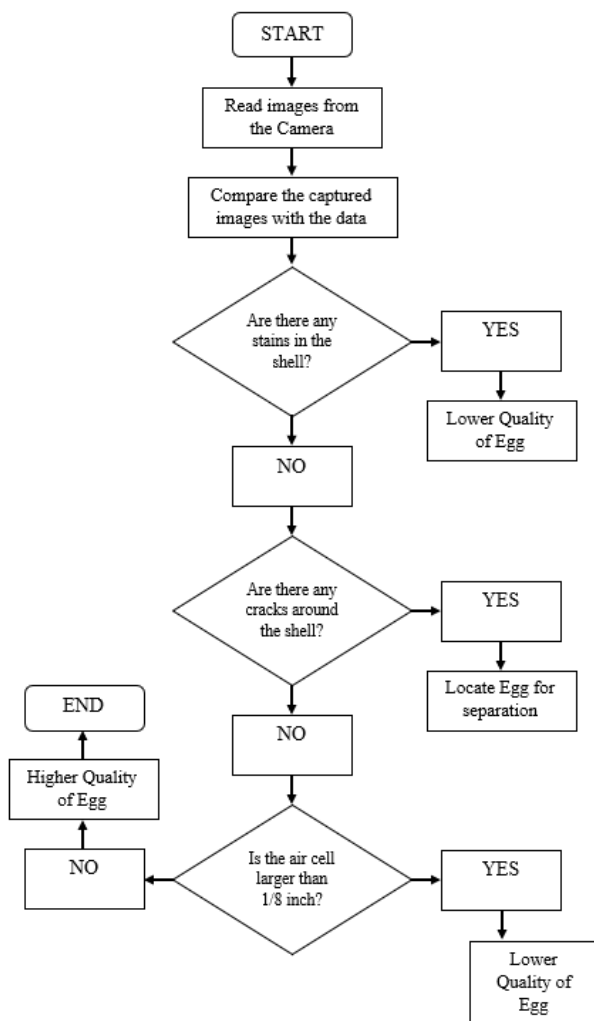 START
Read images from
the Camera
Compare the captured
images with the data
Are there any
stains in the
shell?
YES
Lower Quality
of Egg
NO
Are there any
cracks around
the shell?
YES
Locate Egg for
separation
NO
END
Higher Quality
of Egg
NO
Is the air cell
larger than
1/8 inch?
YES
Lower
Quality of
Egg